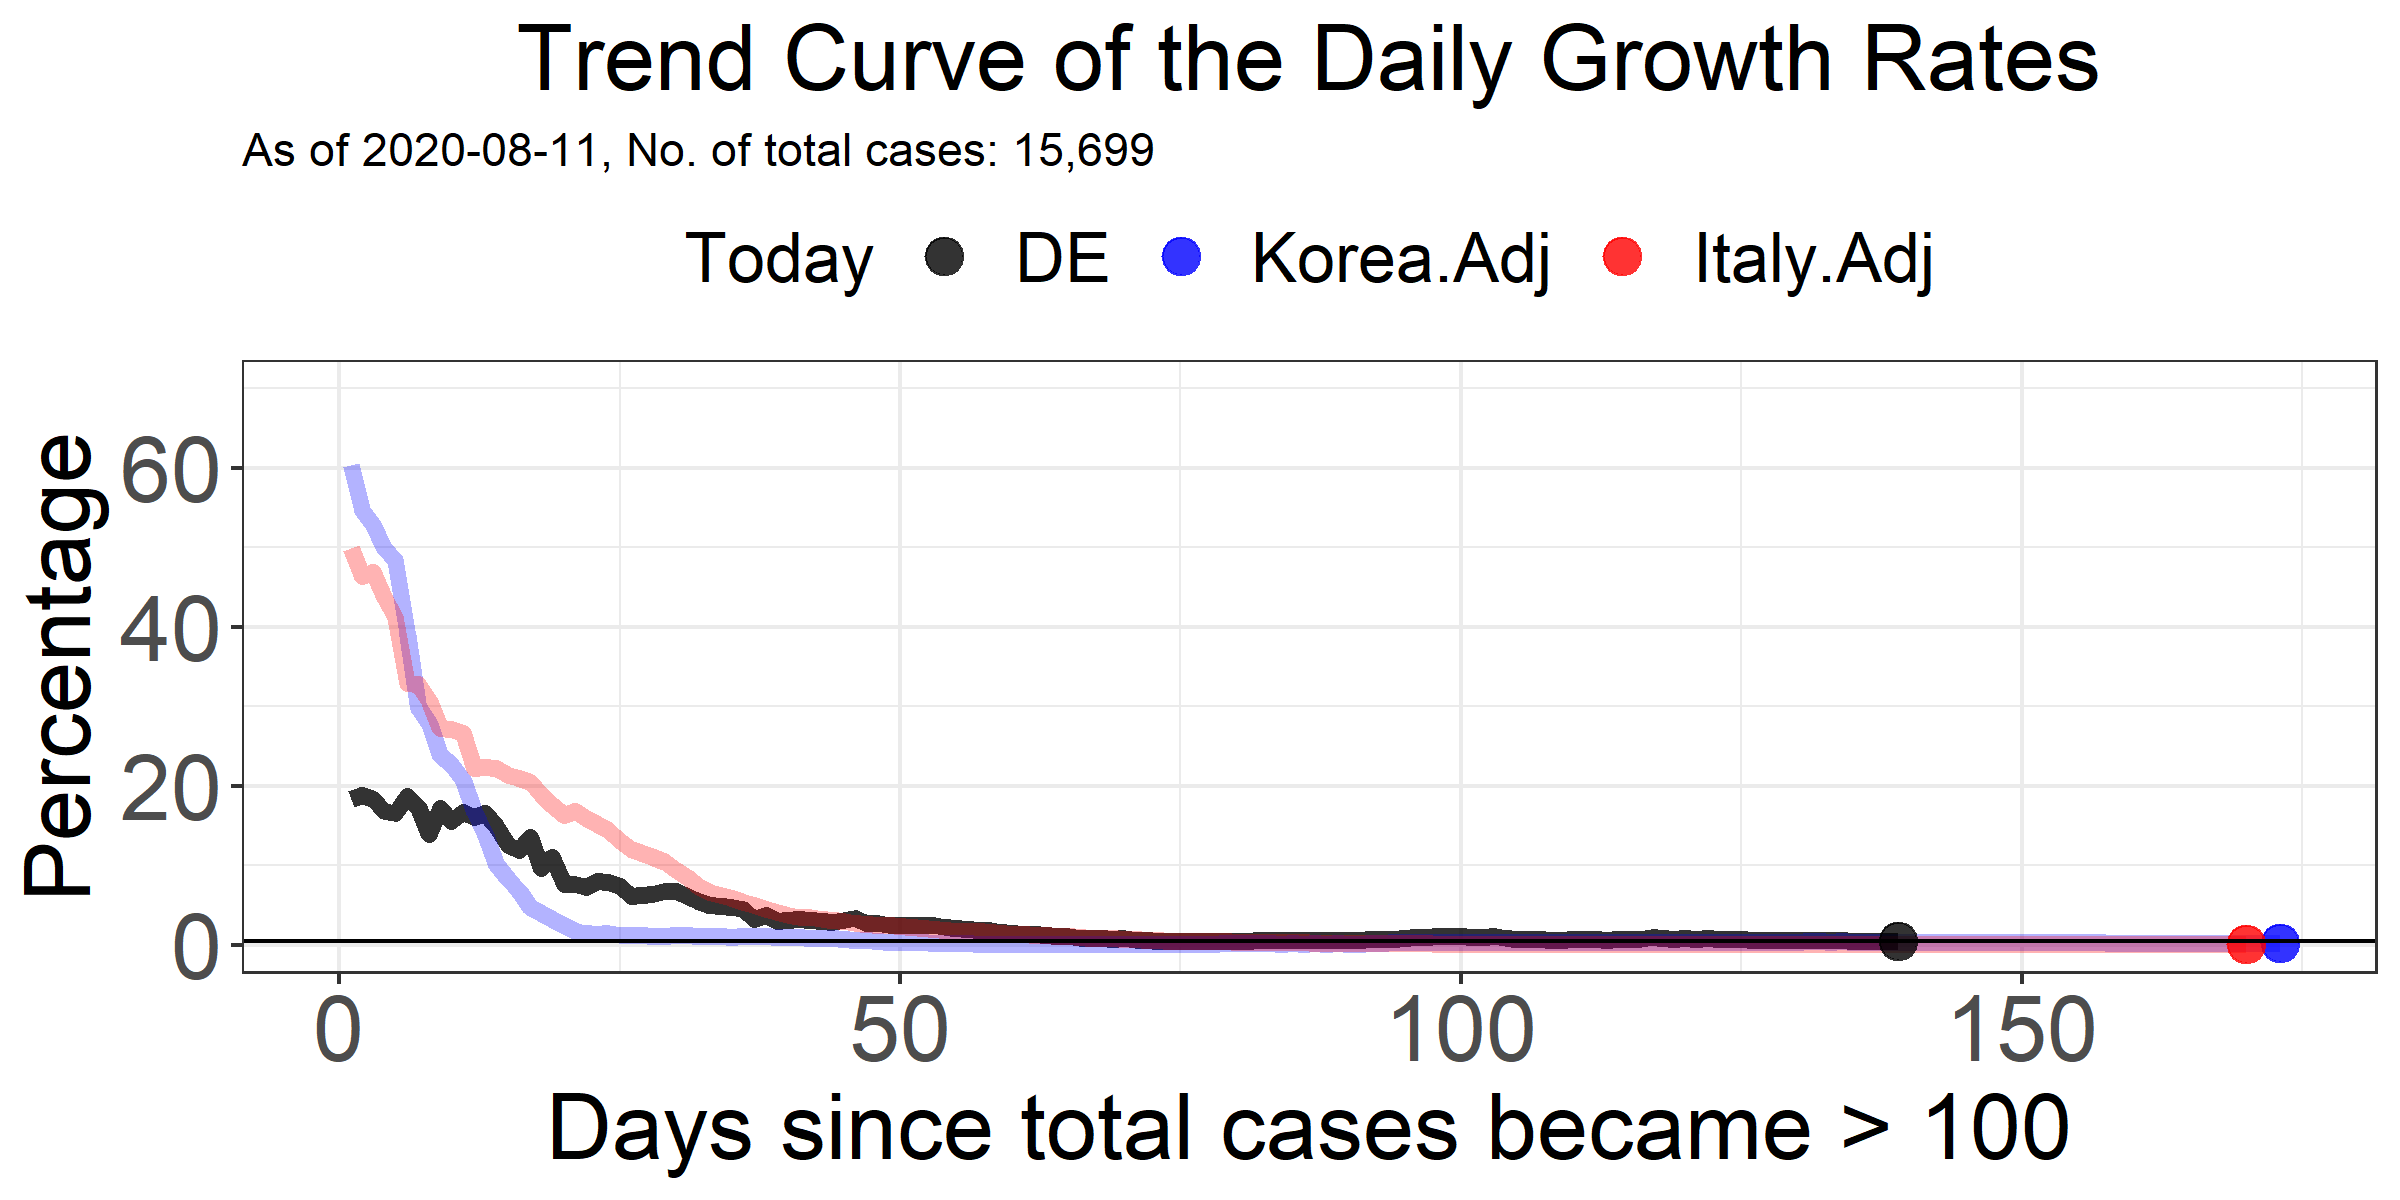 Trend Curve of the Daily Growth Rates
As of 2020-08-11, No. of total cases: 15,699
Today DE Korea.Adj Italy.Adj
Percentage
60
40
20
0
0 50 100 150
Days since total cases became > 100